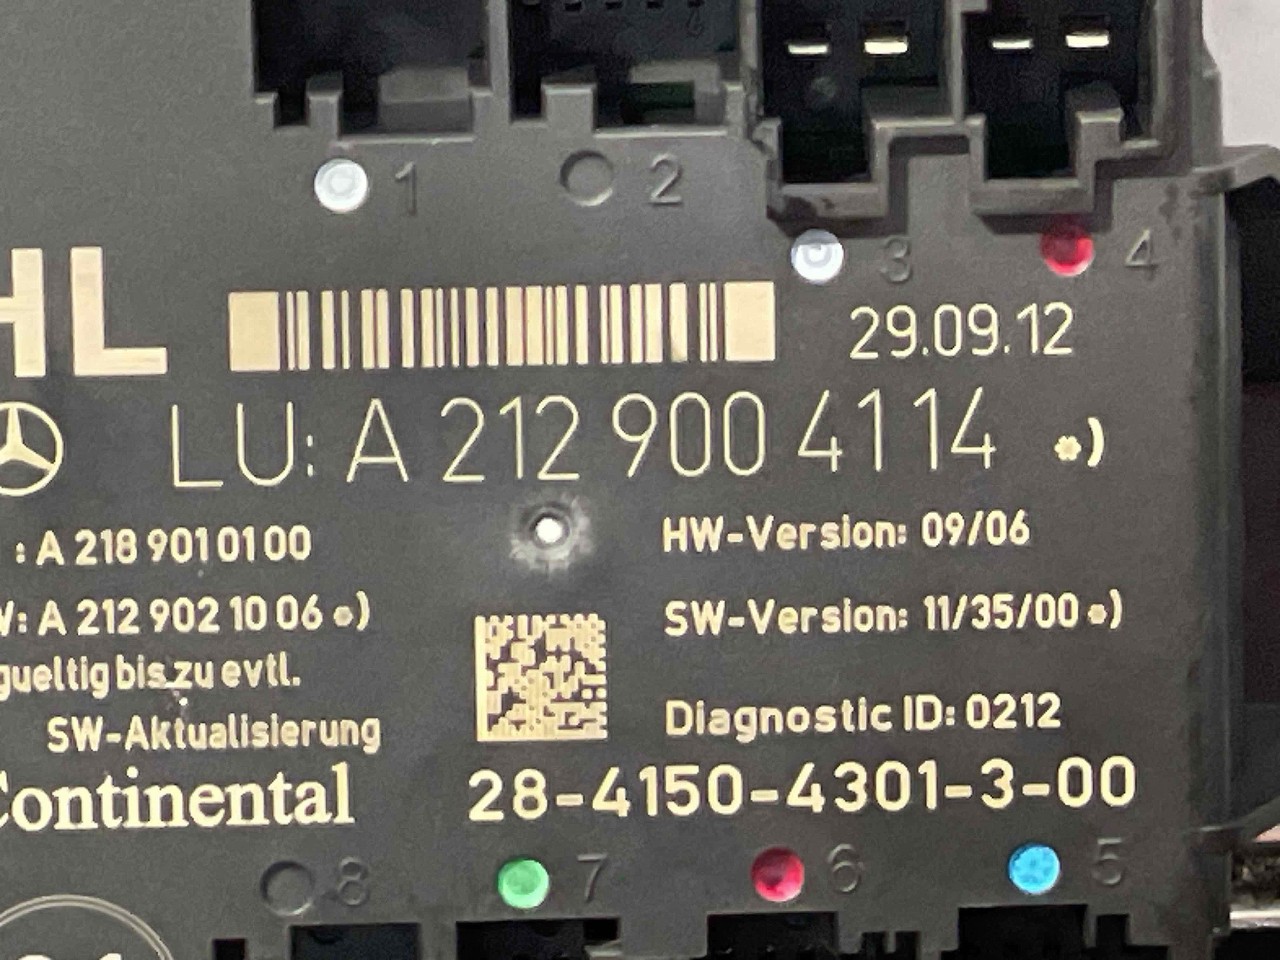 1
2
3
4
HL
29.09.12
LU: A 212 900 41 14 *)
: A 218 901 01 00
HW-Version: 09/06
: A 212 902 10 06 *)
SW-Version: 11/35/00 *)
gueltig bis zu evtl.
SW-Aktualisierung
Diagnostic ID: 0212
Continental
28-4150-4301-3-00
8
7
6
5